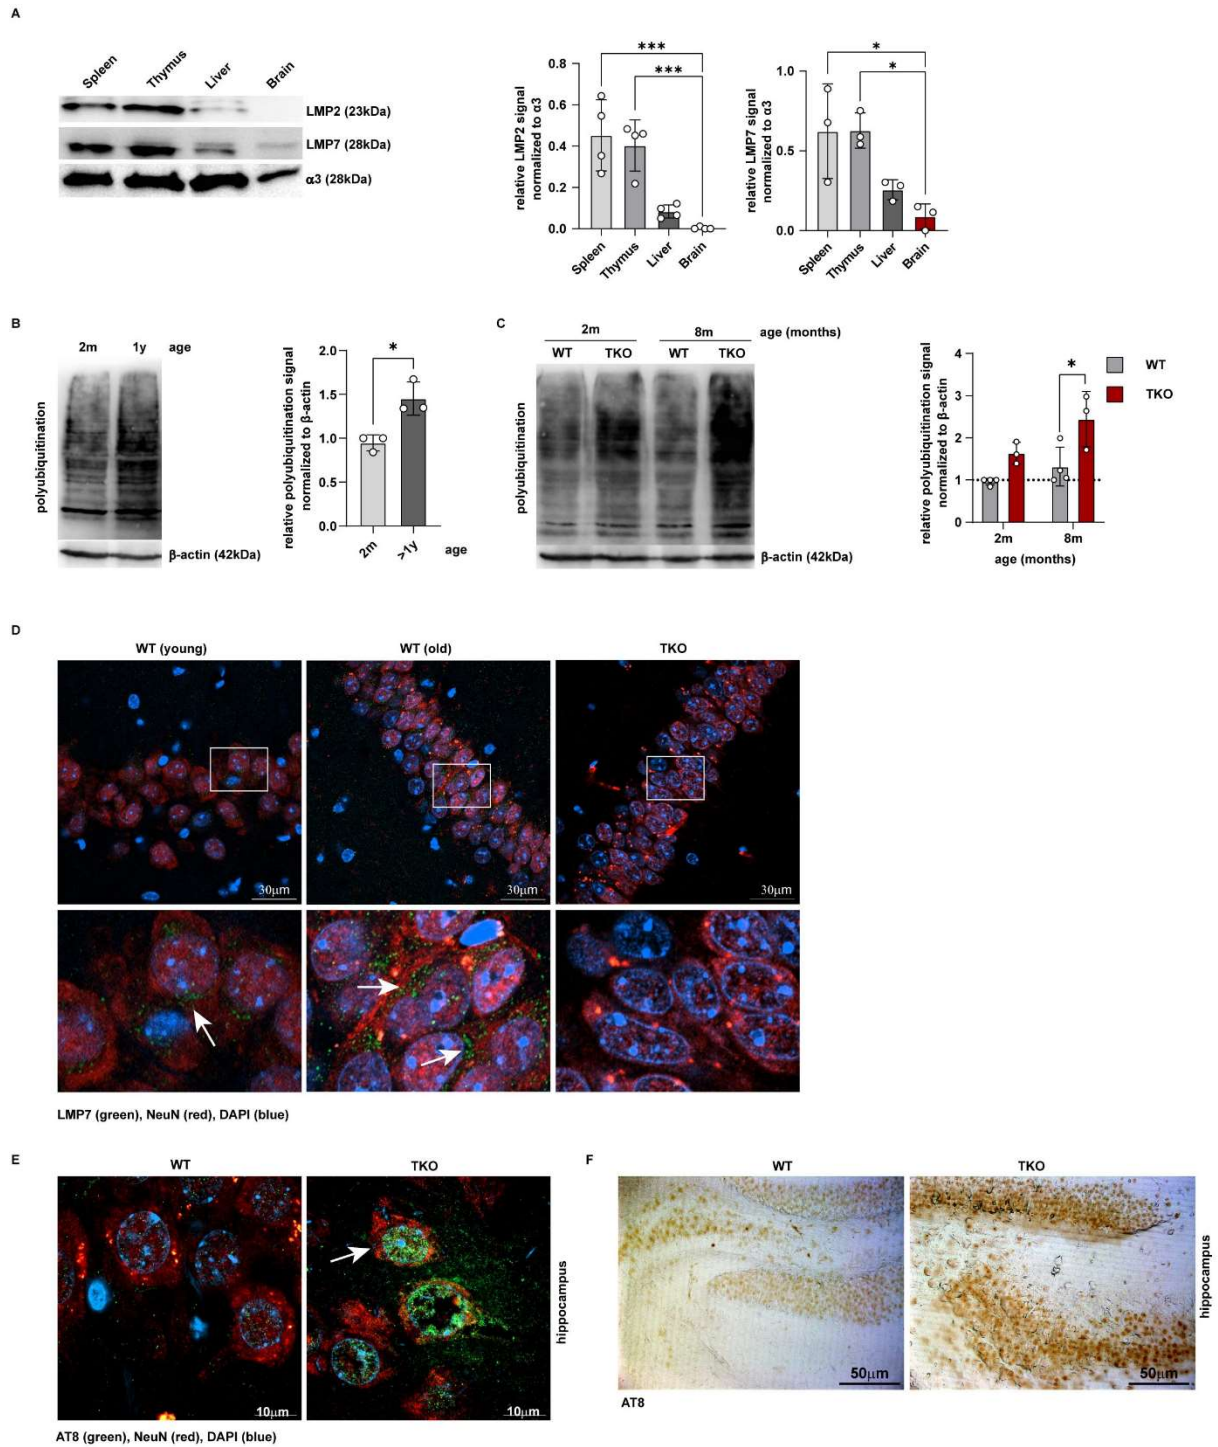 A
Spleen Thymus Liver Brain
LMP2 (23kDa)
LMP7 (28kDa)
α3 (28kDa)
relative LMP2 signal
normalized to α3
0.8
0.6
0.4
0.2
0.0
*** 
***
Spleen Thymus Liver Brain
relative LMP7 signal
normalized to α3
1.0
0.5
0.0
*
*
Spleen Thymus Liver Brain
B
2m 1y age
polyubiquitination
β-actin (42kDa)
relative polyubiquitination signal
normalized to β-actin
2.0
1.5
1.0
0.5
0.0
*
2m >1y age
C
2m 8m age (months)
WT TKO WT TKO
polyubiquitination
β-actin (42kDa)
relative polyubiquitination signal
normalized to β-actin
4
3
2
1
0
*
2m 8m
age (months)
WT
TKO
D
WT (young) WT (old) TKO
30μm 30μm 30μm
LMP7 (green), NeuN (red), DAPI (blue)
E
WT TKO
10μm 10μm
hippocampus
AT8 (green), NeuN (red), DAPI (blue)
F
WT TKO
50μm 50μm
hippocampus
AT8